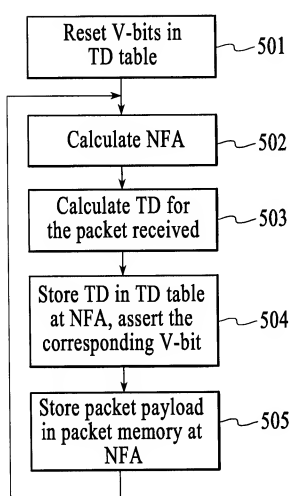 Reset V-bits in
TD table
501
Calculate NFA
502
Calculate TD for
the packet received
503
Store TD in TD table
at NFA, assert the
corresponding V-bit
504
Store packet payload
in packet memory at
NFA
505